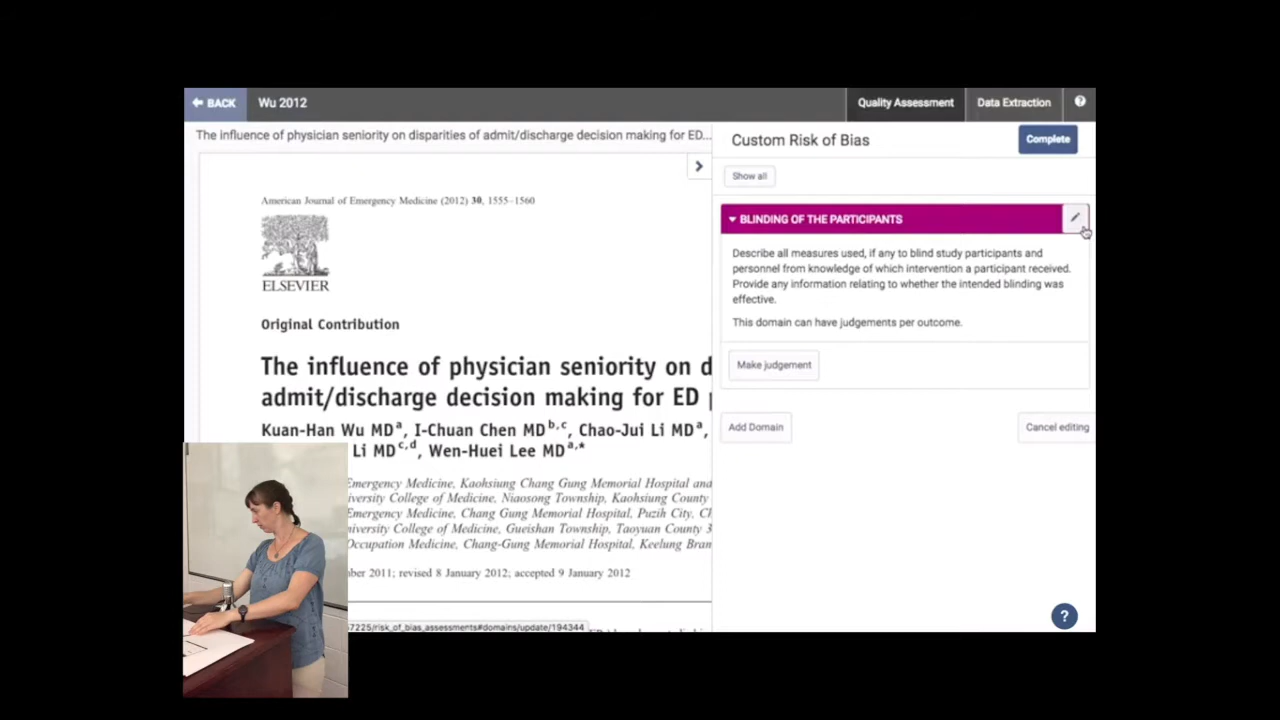 BACK
Wu 2012
Quality Assessment
Data Extraction
?
The influence of physician seniority on disparities of admit/discharge decision making for ED...
American Journal of Emergency Medicine (2012) 30, 1555–1560
ELSEVIER
Original Contribution
The influence of physician seniority on d
admit/discharge decision making for ED
Kuan-Han Wu MDa, I-Chuan Chen MDb,c, Chao-Jui Li MDa,
Li MDc,d, Wen-Huei Lee MDa,*
Emergency Medicine, Kaohsiung Chang Gung Memorial Hospital and
iversity College of Medicine, Niaosong Township, Kaohsiung County
Emergency Medicine, Chang Gung Memorial Hospital, Puzih City, Cl
niversity College of Medicine, Gueishan Township, Taoyuan County 3
Occupation Medicine, Chang-Gung Memorial Hospital, Keelung Bran
ber 2011; revised 8 January 2012; accepted 9 January 2012
7225/risk_of_bias_assessments#domains/update/194344
Custom Risk of Bias
Complete
Show all
BLINDING OF THE PARTICIPANTS
Describe all measures used, if any to blind study participants and
personnel from knowledge of which intervention a participant received.
Provide any information relating to whether the intended blinding was
effective.
This domain can have judgements per outcome.
Make judgement
Add Domain
Cancel editing
?